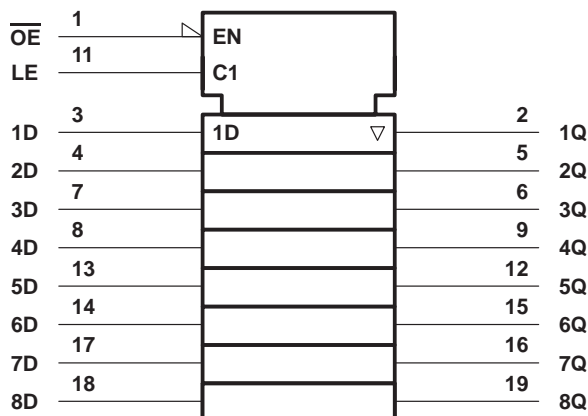 1
OE EN
11
LE C1
3 2
1D 1D ▽ 1Q
4 5
2D 2Q
7 6
3D 3Q
8 9
4D 4Q
13 12
5D 5Q
14 15
6D 6Q
17 16
7D 7Q
18 19
8D 8Q